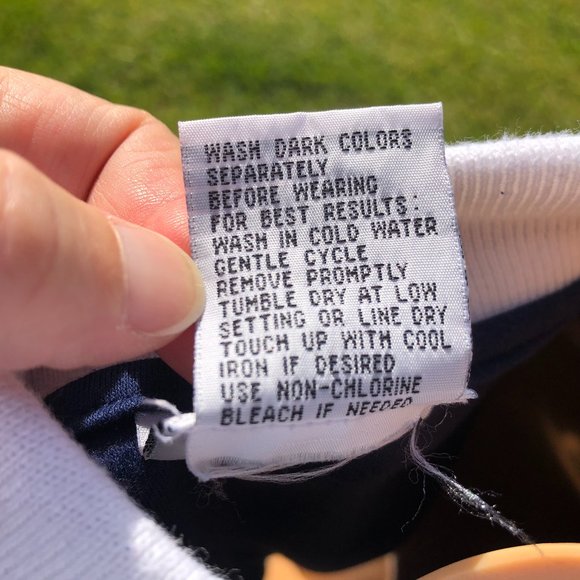 WASH DARK COLORS
SEPARATELY
BEFORE WEARING
FOR BEST RESULTS:
WASH IN COLD WATER
GENTLE CYCLE
REMOVE PROMPTLY
TUMBLE DRY AT LOW
SETTING OR LINE DRY
TOUCH UP WITH COOL
IRON IF DESIRED
USE NON-CHLORINE
BLEACH IF NEEDED